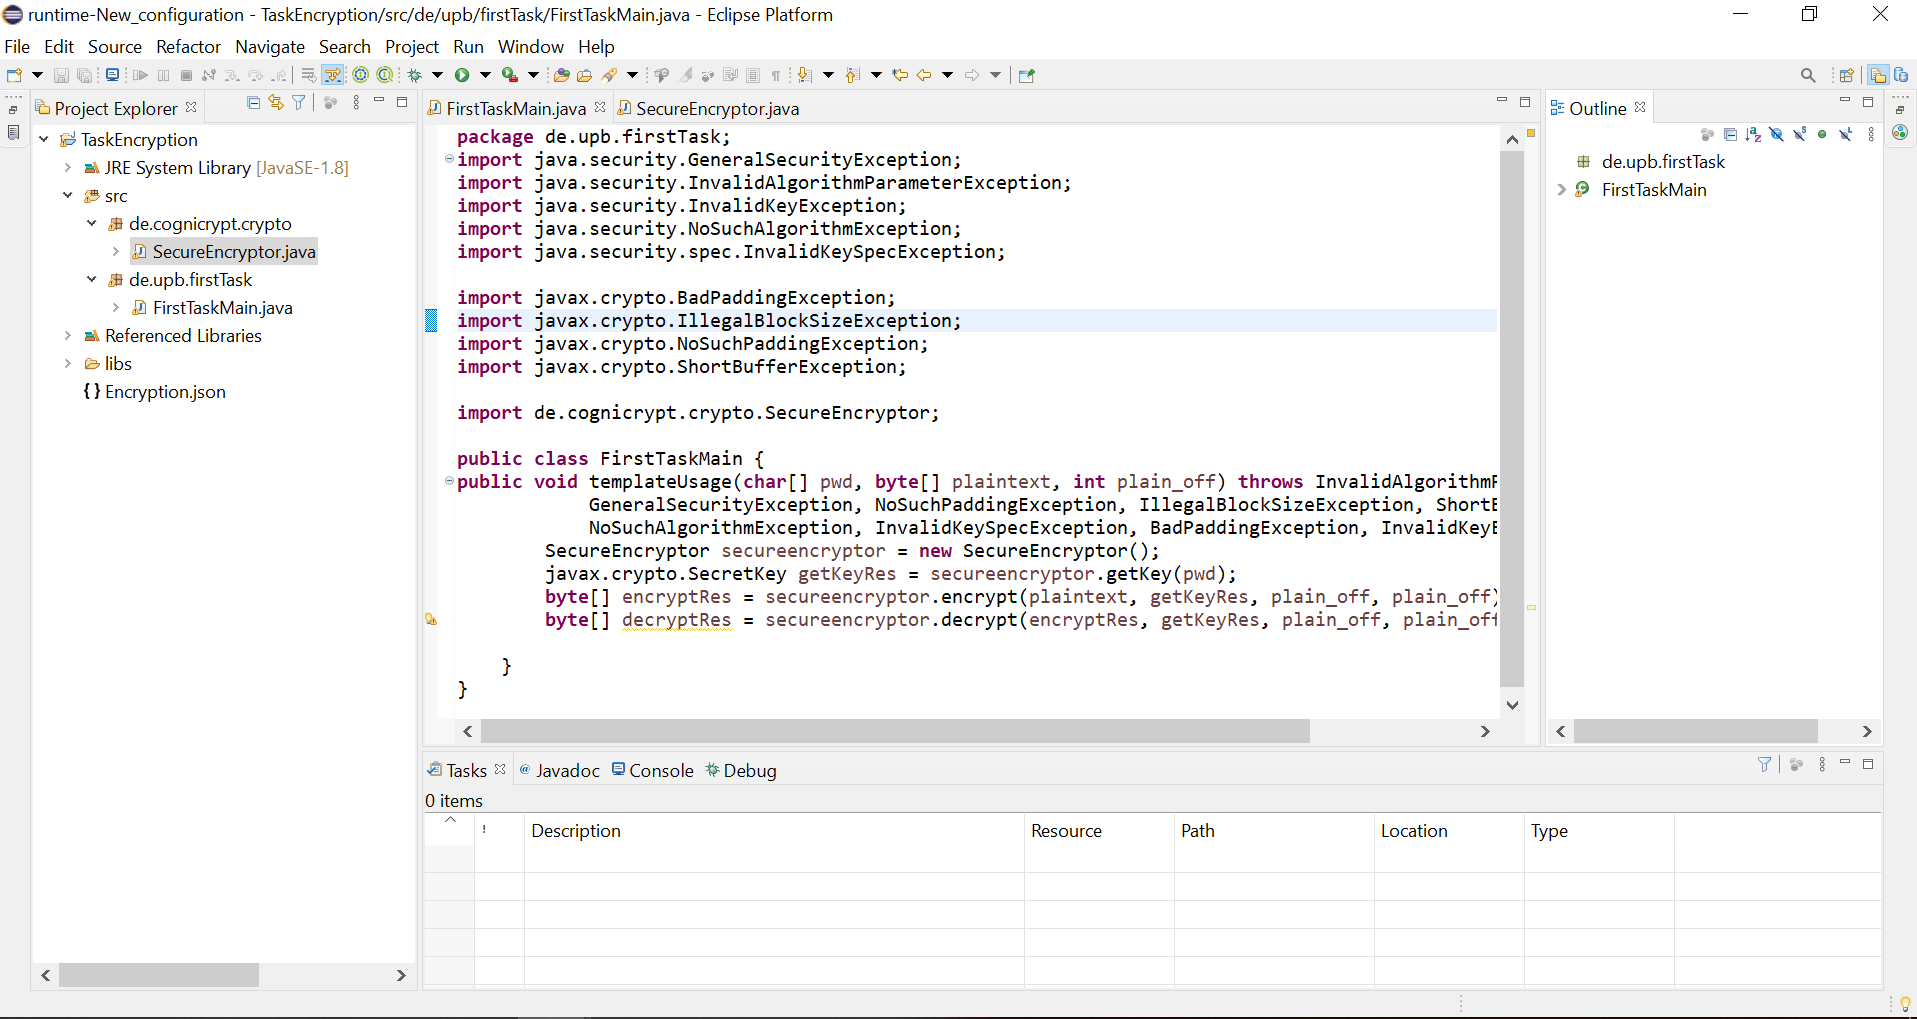 runtime-New_configuration - TaskEncryption/src/de/upb/firstTask/FirstTaskMain.java - Eclipse Platform
File Edit Source Refactor Navigate Search Project Run Window Help
Project Explorer
TaskEncryption
JRE System Library [JavaSE-1.8]
src
de.cognicrypt.crypto
SecureEncryptor.java
de.upb.firstTask
FirstTaskMain.java
Referenced Libraries
libs
{} Encryption.json
FirstTaskMain.java SecureEncryptor.java
package de.upb.firstTask;
import java.security.GeneralSecurityException;
import java.security.InvalidAlgorithmParameterException;
import java.security.InvalidKeyException;
import java.security.NoSuchAlgorithmException;
import java.security.spec.InvalidKeySpecException;
import javax.crypto.BadPaddingException;
import javax.crypto.IllegalBlockSizeException;
import javax.crypto.NoSuchPaddingException;
import javax.crypto.ShortBufferException;
import de.cognicrypt.crypto.SecureEncryptor;
public class FirstTaskMain {
public void templateUsage(char[] pwd, byte[] plaintext, int plain_off) throws InvalidAlgorithmP
GeneralSecurityException, NoSuchPaddingException, IllegalBlockSizeException, ShortB
NoSuchAlgorithmException, InvalidKeySpecException, BadPaddingException, InvalidKeyE
SecureEncryptor secureencryptor = new SecureEncryptor();
javax.crypto.SecretKey getKeyRes = secureencryptor.getKey(pwd);
byte[] encryptRes = secureencryptor.encrypt(plaintext, getKeyRes, plain_off, plain_off)
byte[] decryptRes = secureencryptor.decrypt(encryptRes, getKeyRes, plain_off, plain_off
}
}
Outline
de.upb.firstTask
FirstTaskMain
Tasks @ Javadoc Console Debug
0 items
! Description Resource Path Location Type